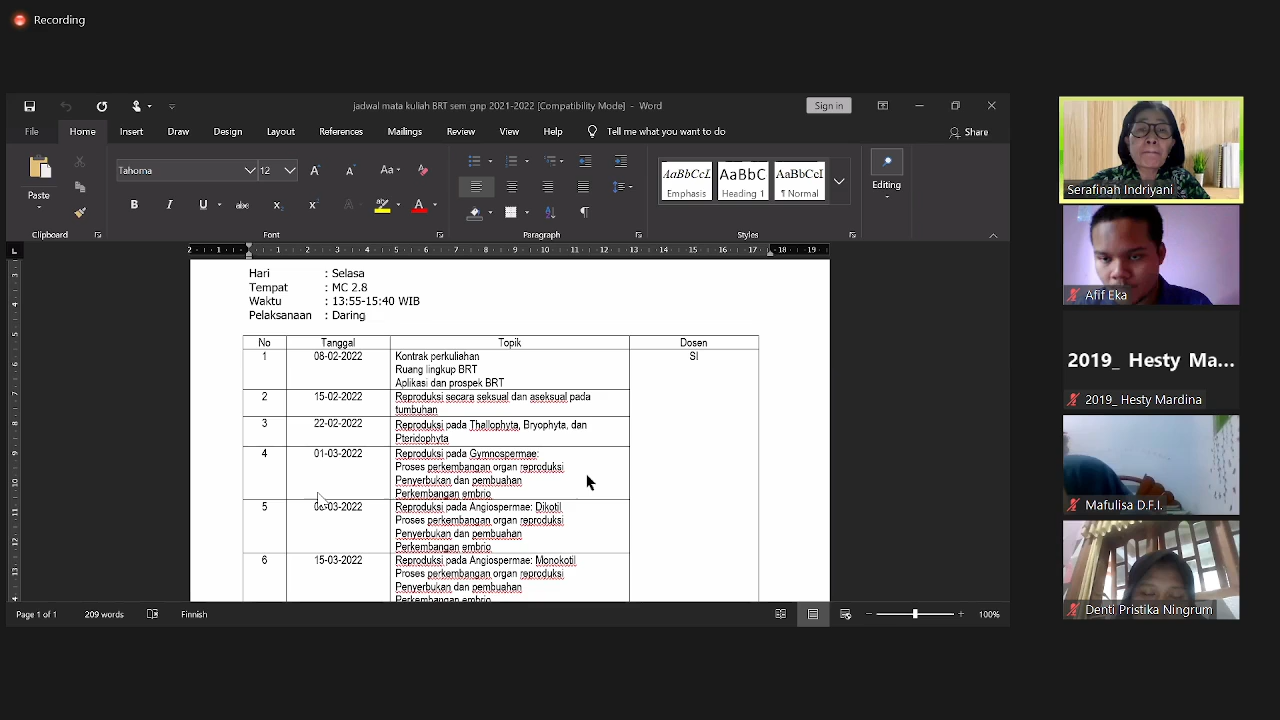 Recording
jadwal mata kuliah BRT sem gnp 2021-2022 [Compatibility Mode] - Word
Sign in
File Home Insert Draw Design Layout References Mailings Review View Help Tell me what you want to do Share
Paste
Tahoma 12
Aa
Clipboard Font Paragraph Styles
AaBbCcL AaBbC AaBbCcI
Emphasis Heading 1 ¶ Normal
Editing
Hari : Selasa
Tempat : MC 2.8
Waktu : 13:55-15:40 WIB
Pelaksanaan : Daring
No Tanggal Topik Dosen
1 08-02-2022 Kontrak perkuliahan SI
Ruang lingkup BRT
Aplikasi dan prospek BRT
2 15-02-2022 Reproduksi secara seksual dan aseksual pada
tumbuhan
3 22-02-2022 Reproduksi pada Thallophyta, Bryophyta, dan
Pteridophyta
4 01-03-2022 Reproduksi pada Gymnospermae:
Proses perkembangan organ reproduksi
Penyerbukan dan pembuahan
Perkembangan embrio
5 08-03-2022 Reproduksi pada Angiospermae: Dikotil
Proses perkembangan organ reproduksi
Penyerbukan dan pembuahan
Perkembangan embrio
6 15-03-2022 Reproduksi pada Angiospermae: Monokotil
Proses perkembangan organ reproduksi
Penyerbukan dan pembuahan
Perkembangan embrio
Page 1 of 1 209 words Finnish 100%
Serafinah Indriyani
Afif Eka
2019_ Hesty Ma...
2019_ Hesty Mardina
Mafulisa D.F.I.
Denti Pristika Ningrum